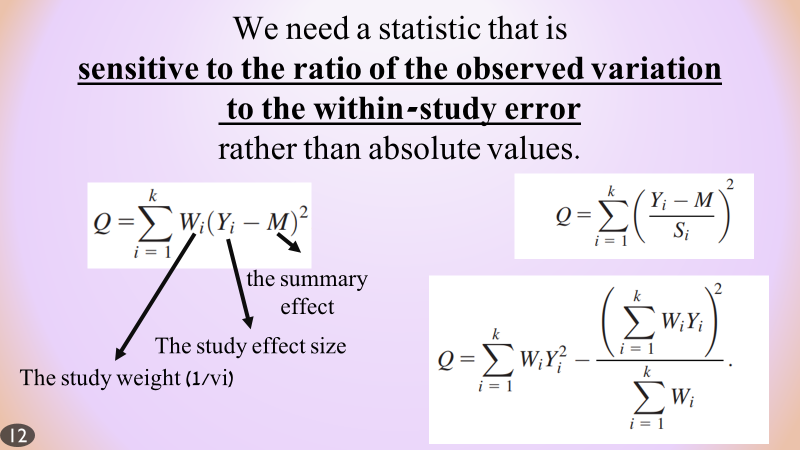 We need a statistic that is
sensitive to the ratio of the observed variation
to the within-study error
rather than absolute values.
Q = \sum_{i=1}^{k} W_i(Y_i − M)^2
the summary
effect
The study effect size
The study weight (1/vi)
Q = \sum_{i=1}^{k} \left( \frac{Y_i − M}{S_i} \right)^2
Q = \sum_{i=1}^{k} W_i Y_i^2 − \frac{\left( \sum_{i=1}^{k} W_i Y_i \right)^2}{\sum_{i=1}^{k} W_i}.
12